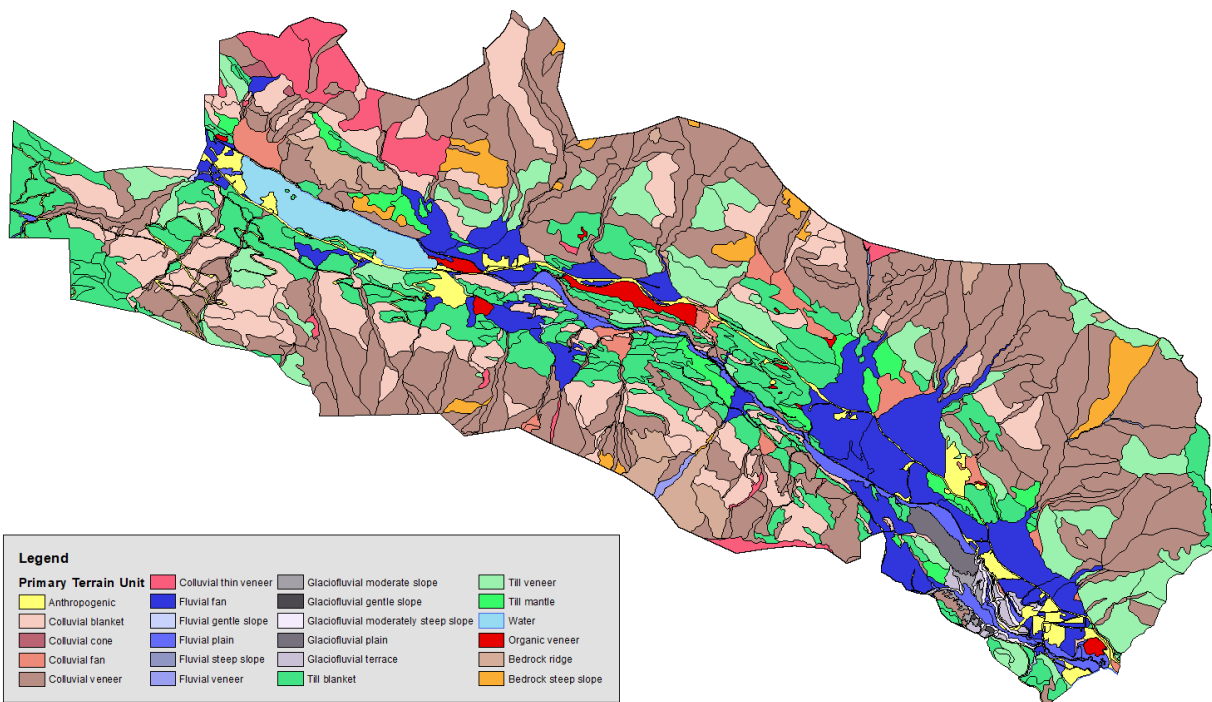 Legend
Primary Terrain Unit
Anthropogenic
Colluvial blanket
Colluvial cone
Colluvial fan
Colluvial veneer
Colluvial thin veneer
Fluvial fan
Fluvial gentle slope
Fluvial plain
Fluvial steep slope
Fluvial veneer
Glaciofluvial moderate slope
Glaciofluvial gentle slope
Glaciofluvial moderately steep slope
Glaciofluvial plain
Glaciofluvial terrace
Till blanket
Till veneer
Till mantle
Water
Organic veneer
Bedrock ridge
Bedrock steep slope